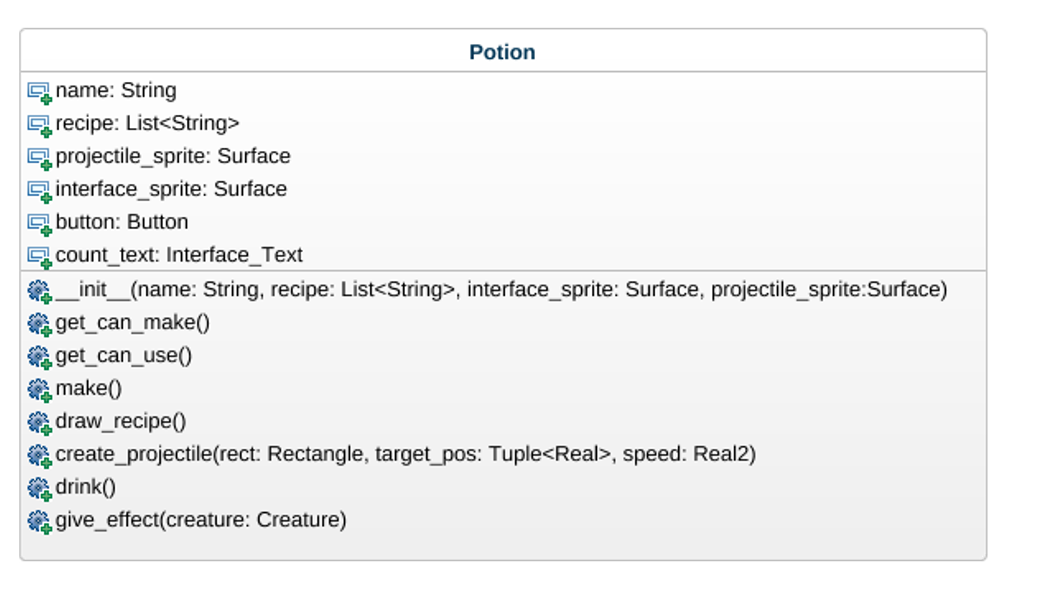 Potion
name: String
recipe: List<String>
projectile_sprite: Surface
interface_sprite: Surface
button: Button
count_text: Interface_Text
__init__(name: String, recipe: List<String>, interface_sprite: Surface, projectile_sprite:Surface)
get_can_make()
get_can_use()
make()
draw_recipe()
create_projectile(rect: Rectangle, target_pos: Tuple<Real>, speed: Real2)
drink()
give_effect(creature: Creature)